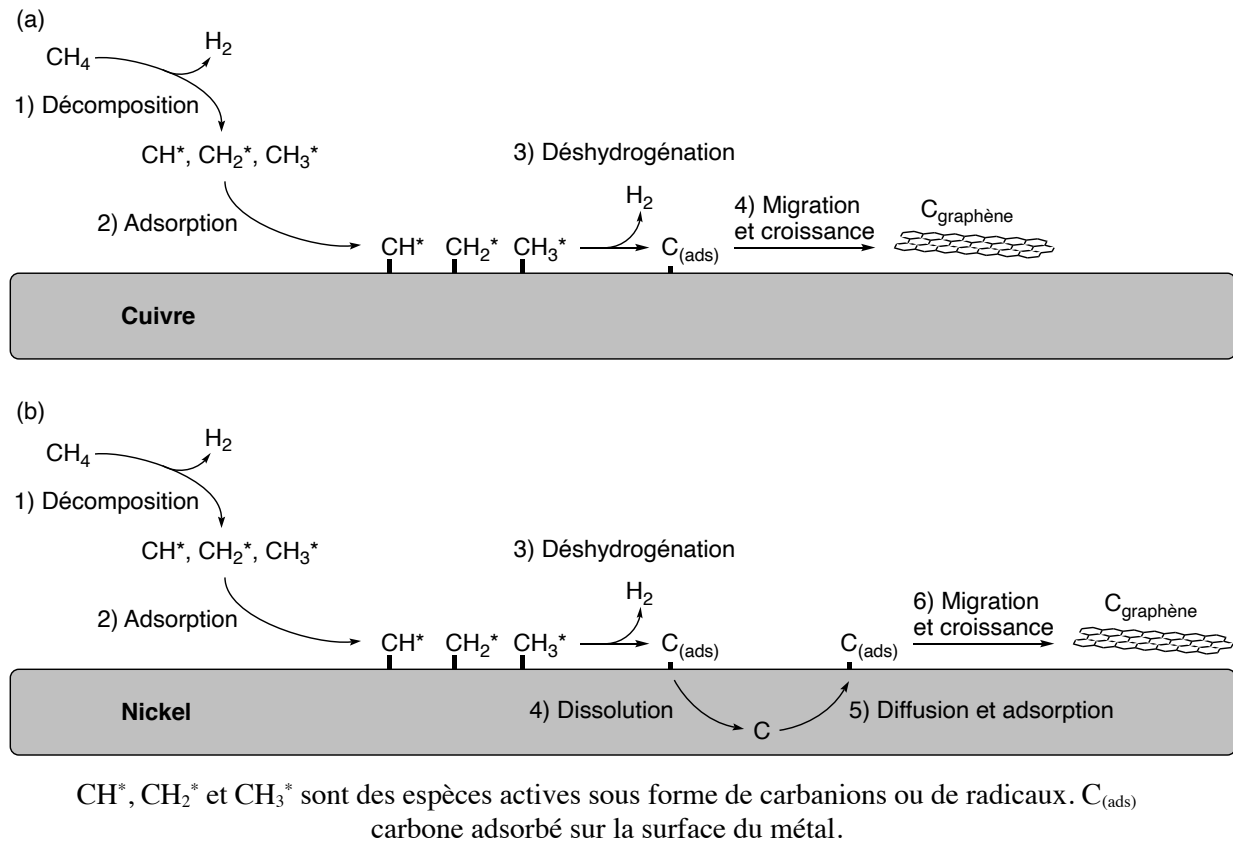 (a)
CH₄
H₂
1) Décomposition
CH*, CH₂*, CH₃*
2) Adsorption
3) Déshydrogénation
H₂
CH* CH₂* CH₃*
C(ads)
4) Migration
et croissance
Cgraphène
Cuivre
(b)
CH₄
H₂
1) Décomposition
CH*, CH₂*, CH₃*
2) Adsorption
3) Déshydrogénation
H₂
CH* CH₂* CH₃*
C(ads)
4) Dissolution
C
5) Diffusion et adsorption
C(ads)
6) Migration
et croissance
Cgraphène
Nickel
CH*, CH₂* et CH₃* sont des espèces actives sous forme de carbanions ou de radicaux. C(ads)
carbone adsorbé sur la surface du métal.